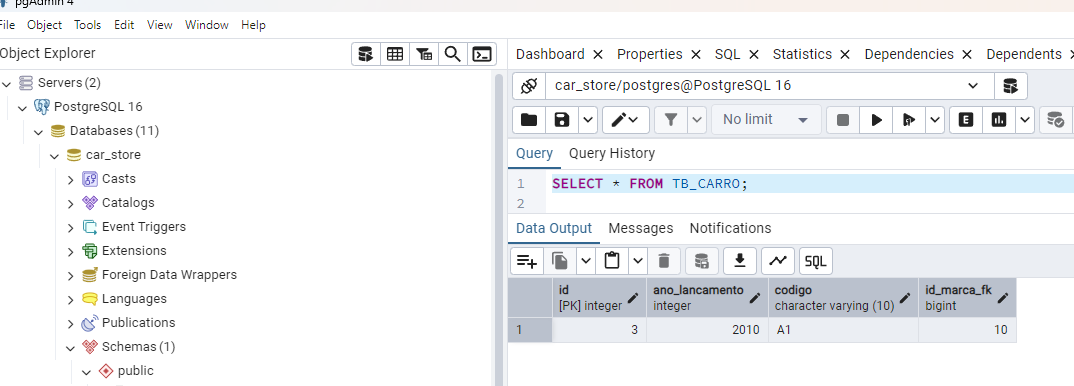 pgAdmin 4
File Object Tools Edit View Window Help
Object Explorer
Servers (2)
PostgreSQL 16
Databases (11)
car_store
Casts
Catalogs
Event Triggers
Extensions
Foreign Data Wrappers
Languages
Publications
Schemas (1)
public
Dashboard Properties SQL Statistics Dependencies Dependents
car_store/postgres@PostgreSQL 16
No limit
E
Query Query History
1 SELECT * FROM TB_CARRO;
2
Data Output Messages Notifications
SQL
id ano_lancamento codigo id_marca_fk
[PK] integer integer character varying (10) bigint
1 3 2010 A1 10